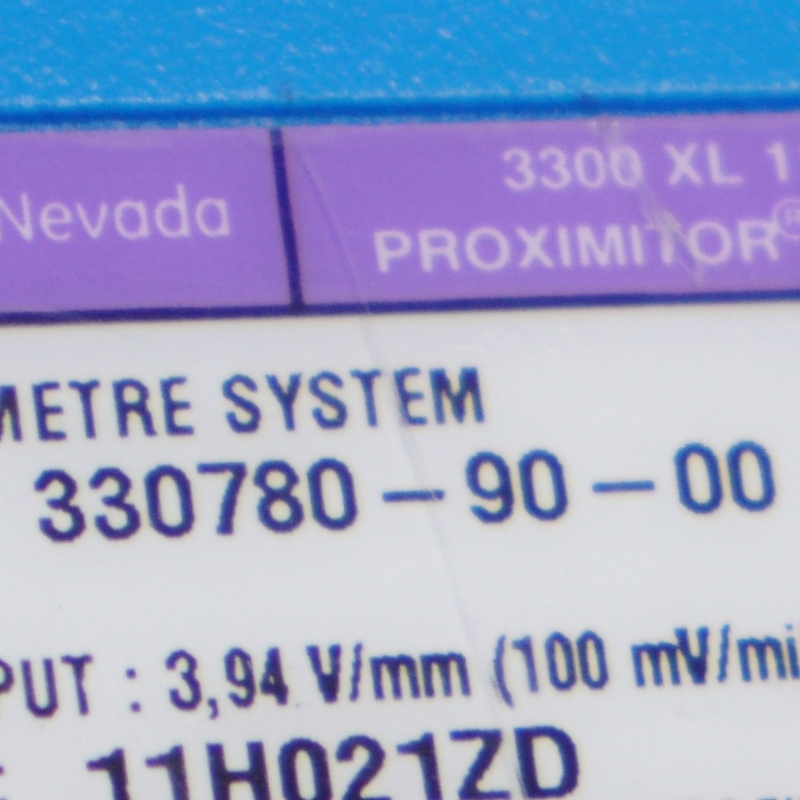 Nevada
3300 XL 1
PROXIMITOR®
METRE SYSTEM
330780-90-00
PUT : 3,94 V/mm (100 mV/mi
: 11H021ZD